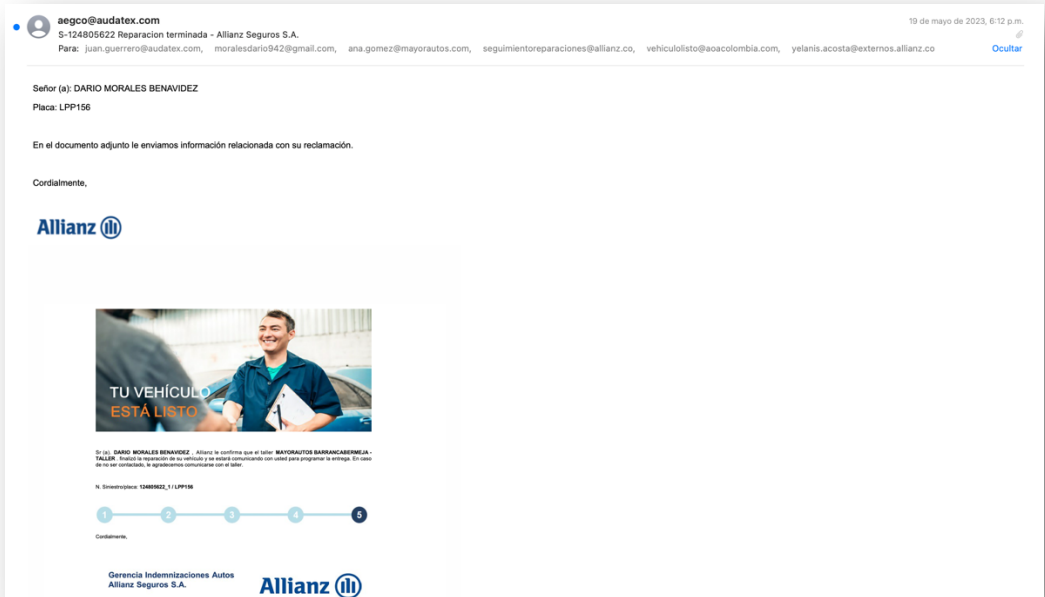 aegco@audatex.com
19 de mayo de 2023, 6:12 p.m.
S-124805622 Reparacion terminada - Allianz Seguros S.A.
Para: juan.guerrero@audatex.com, moralesdario942@gmail.com, ana.gomez@mayorautos.com, seguimientoreparaciones@allianz.co, vehiculolisto@aoacolombia.com, yelanis.acosta@externos.allianz.co
Ocultar
Señor (a): DARIO MORALES BENAVIDEZ
Placa: LPP156
En el documento adjunto le enviamos información relacionada con su reclamación.
Cordialmente,
Allianz
TU VEHÍCULO
ESTÁ LISTO
Sr (a). DARIO MORALES BENAVIDEZ , Allianz le confirma que el taller MAYORAUTOS BARRANCABERMEJA -
TALLER . finalizó la reparación de su vehículo y se estará comunicando con usted para programar la entrega. En caso
de no ser contactado, le agradecemos comunicarse con el taller.
N. Siniestro/placa: 124805622_1 / LPP156
1 2 3 4 5
Cordialmente,
Gerencia Indemnizaciones Autos
Allianz Seguros S.A.
Allianz